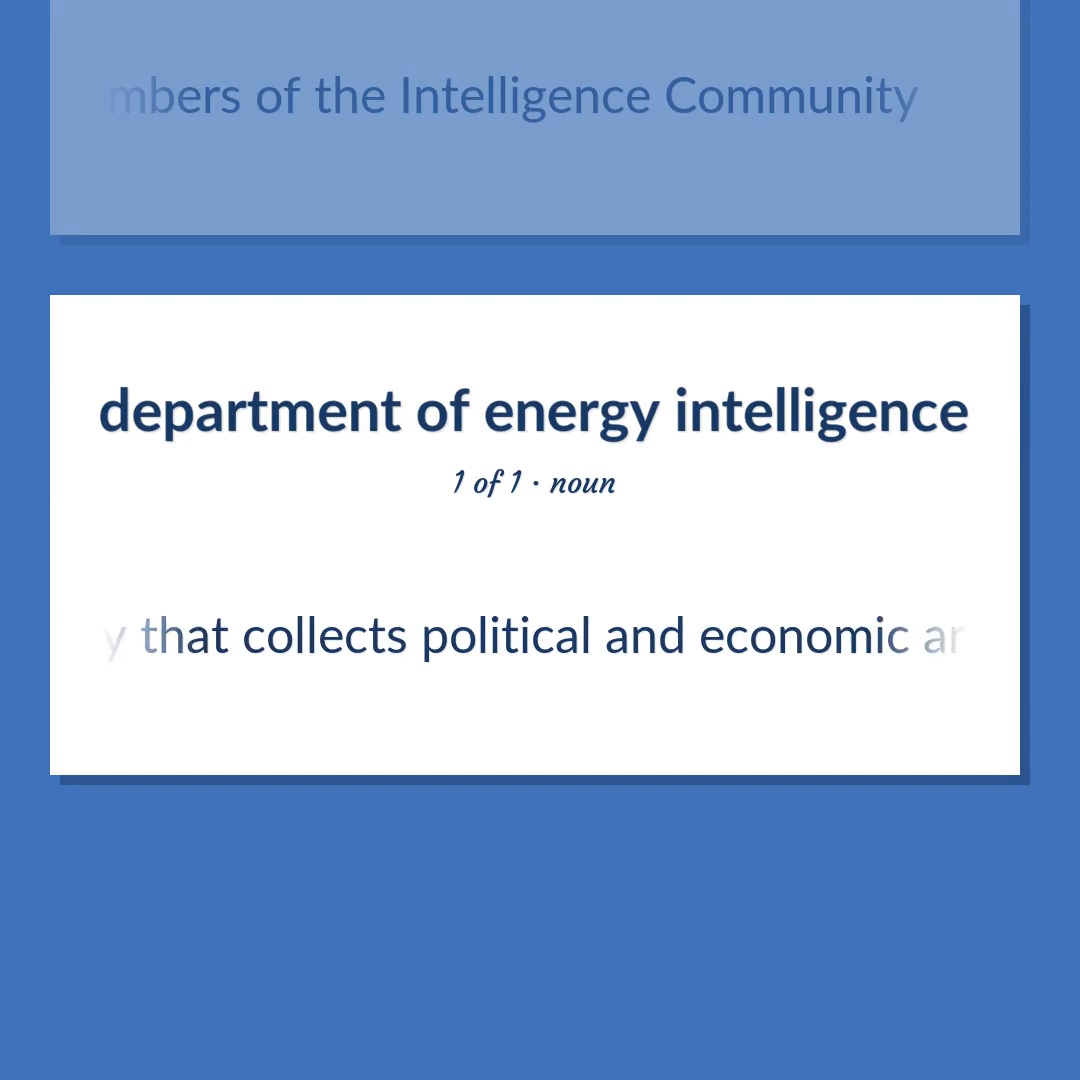 mbers of the Intelligence Community
department of energy intelligence
1 of 1 · noun
y that collects political and economic ar